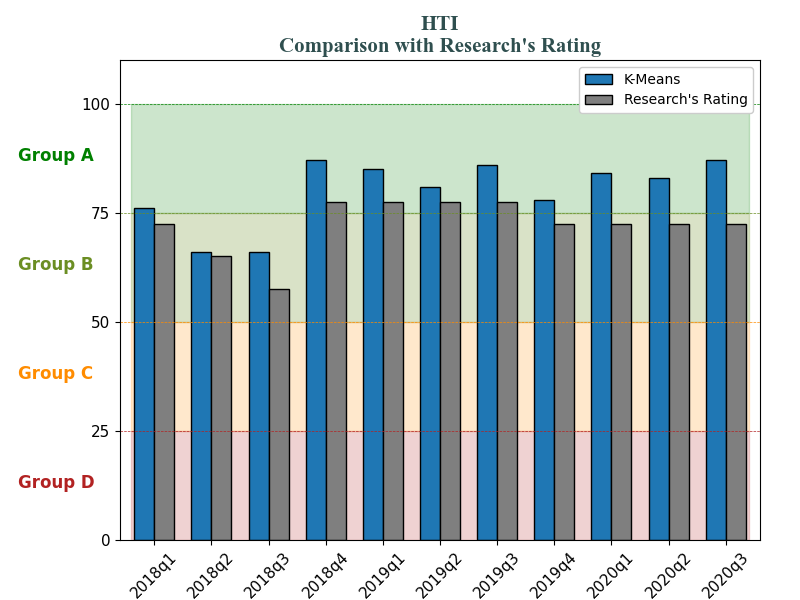 HTI
Comparison with Research's Rating
K-Means
Research's Rating
100
Group A
75
Group B
50
Group C
25
Group D
0
2018q1
2018q2
2018q3
2018q4
2019q1
2019q2
2019q3
2019q4
2020q1
2020q2
2020q3